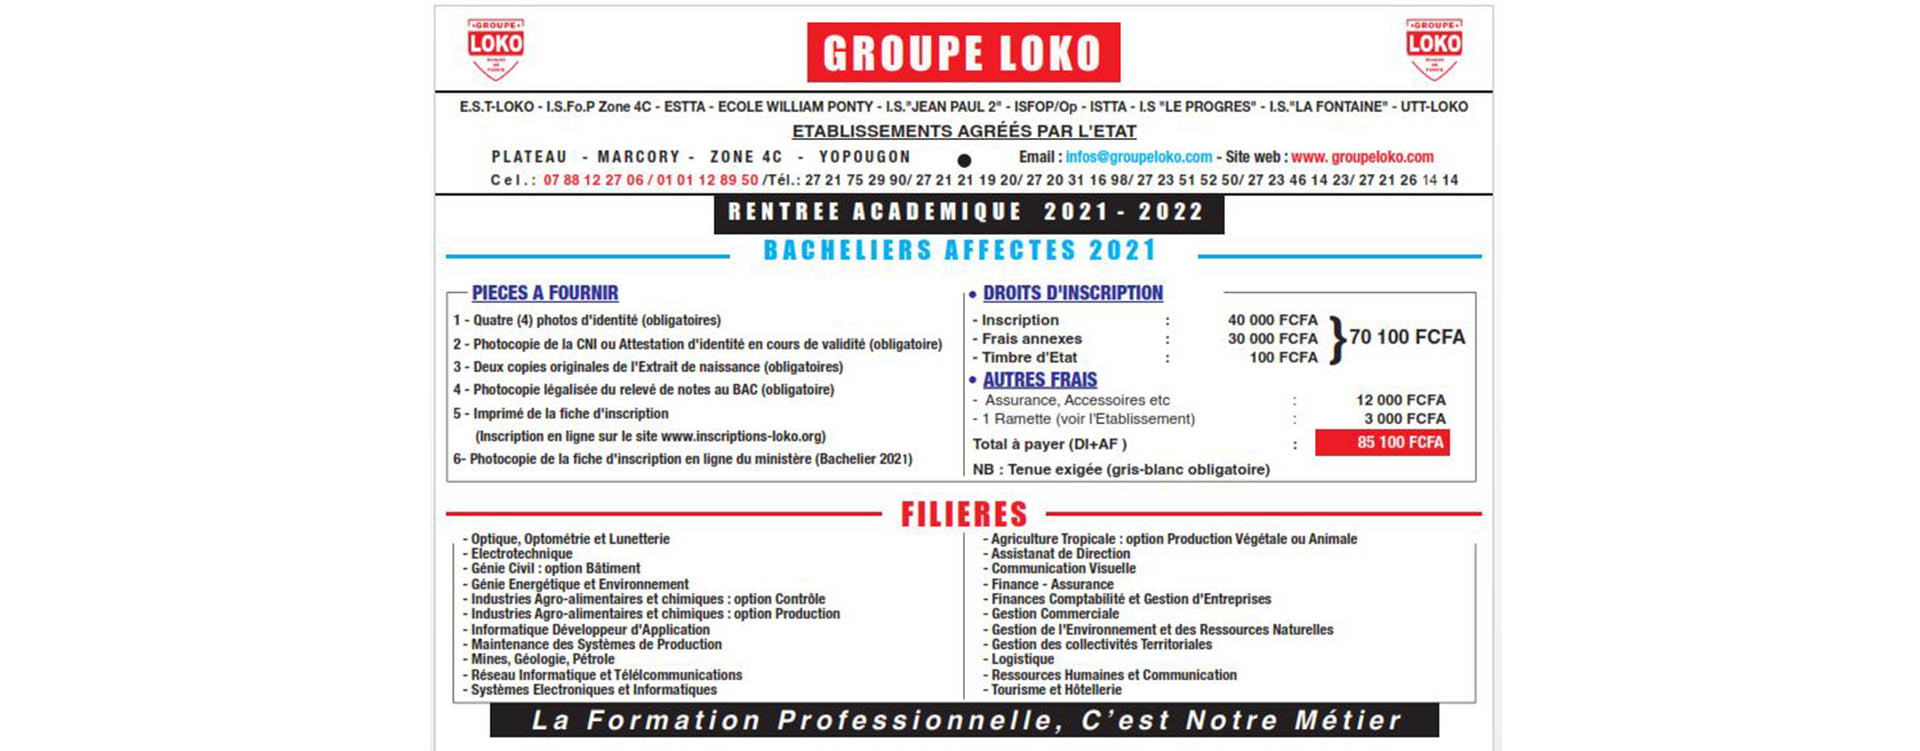 GROUPE
LOKO
GROUPE LOKO
GROUPE
LOKO
E.S.T-LOKO - I.S.Fo.P Zone 4C - ESTTA - ECOLE WILLIAM PONTY - I.S."JEAN PAUL 2" - ISFOP/Op - ISTTA - I.S "LE PROGRES" - I.S."LA FONTAINE" - UTT-LOKO
ETABLISSEMENTS AGRÉÉS PAR L'ETAT
PLATEAU - MARCORY - ZONE 4C - YOPOUGON ● Email : infos@groupeloko.com - Site web : www. groupeloko.com
Cel.: 07 88 12 27 06 / 01 01 12 89 50 /Tél.: 27 21 75 29 90/ 27 21 21 19 20/ 27 20 31 16 98/ 27 23 51 52 50/ 27 23 46 14 23/ 27 21 26 14 14
RENTREE ACADEMIQUE 2021 - 2022
BACHELIERS AFFECTES 2021
PIECES A FOURNIR
1 - Quatre (4) photos d'identité (obligatoires)
2 - Photocopie de la CNI ou Attestation d'identité en cours de validité (obligatoire)
3 - Deux copies originales de l'Extrait de naissance (obligatoires)
4 - Photocopie légalisée du relevé de notes au BAC (obligatoire)
5 - Imprimé de la fiche d'inscription
(Inscription en ligne sur le site www.inscriptions-loko.org)
6- Photocopie de la fiche d'inscription en ligne du ministère (Bachelier 2021)
• DROITS D'INSCRIPTION
- Inscription : 40 000 FCFA
- Frais annexes : 30 000 FCFA } 70 100 FCFA
- Timbre d'Etat : 100 FCFA
• AUTRES FRAIS
- Assurance, Accessoires etc : 12 000 FCFA
- 1 Ramette (voir l'Etablissement) : 3 000 FCFA
Total à payer (DI+AF ) : 85 100 FCFA
NB : Tenue exigée (gris-blanc obligatoire)
FILIERES
- Optique, Optométrie et Lunetterie
- Electrotechnique
- Génie Civil : option Bâtiment
- Génie Energétique et Environnement
- Industries Agro-alimentaires et chimiques : option Contrôle
- Industries Agro-alimentaires et chimiques : option Production
- Informatique Développeur d'Application
- Maintenance des Systèmes de Production
- Mines, Géologie, Pétrole
- Réseau Informatique et Télélcommunications
- Systèmes Electroniques et Informatiques
- Agriculture Tropicale : option Production Végétale ou Animale
- Assistanat de Direction
- Communication Visuelle
- Finance - Assurance
- Finances Comptabilité et Gestion d'Entreprises
- Gestion Commerciale
- Gestion de l'Environnement et des Ressources Naturelles
- Gestion des collectivités Territoriales
- Logistique
- Ressources Humaines et Communication
- Tourisme et Hôtellerie
La Formation Professionnelle, C'est Notre Métier